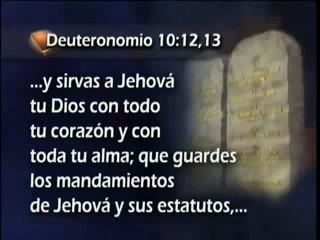 Deuteronomio 10:12,13
...y sirvas a Jehová
tu Dios con todo
tu corazón y con
toda tu alma; que guardes
los mandamientos
de Jehová y sus estatutos,...